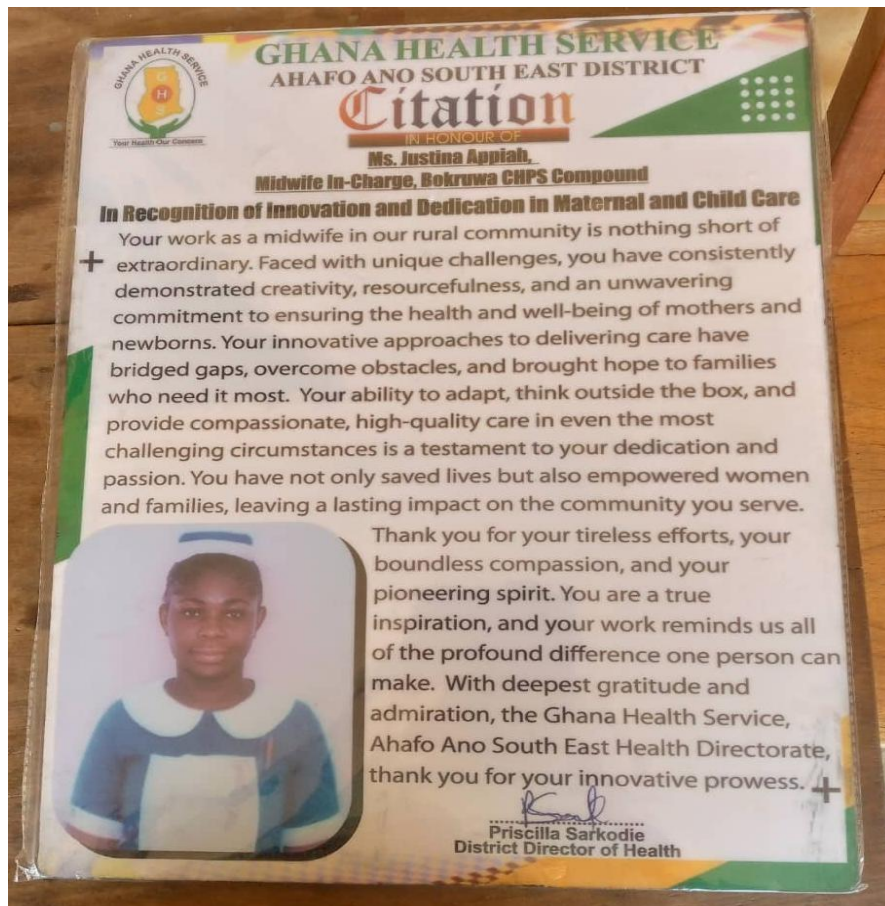 GHANA HEALTH SERVICE
GHANA HEALTH SERVICE
AHAFO ANO SOUTH EAST DISTRICT
G
H
S
Your Health Our Concern
Citation
IN HONOUR OF
Ms. Justina Appiah,
Midwife In-Charge, Bokruwa CHPS Compound
In Recognition of Innovation and Dedication in Maternal and Child Care
Your work as a midwife in our rural community is nothing short of
extraordinary. Faced with unique challenges, you have consistently
demonstrated creativity, resourcefulness, and an unwavering
commitment to ensuring the health and well-being of mothers and
newborns. Your innovative approaches to delivering care have
bridged gaps, overcome obstacles, and brought hope to families
who need it most. Your ability to adapt, think outside the box, and
provide compassionate, high-quality care in even the most
challenging circumstances is a testament to your dedication and
passion. You have not only saved lives but also empowered women
and families, leaving a lasting impact on the community you serve.
Thank you for your tireless efforts, your
boundless compassion, and your
pioneering spirit. You are a true
inspiration, and your work reminds us all
of the profound difference one person can
make. With deepest gratitude and
admiration, the Ghana Health Service,
Ahafo Ano South East Health Directorate,
thank you for your innovative prowess.
Priscilla Sarkodie
District Director of Health